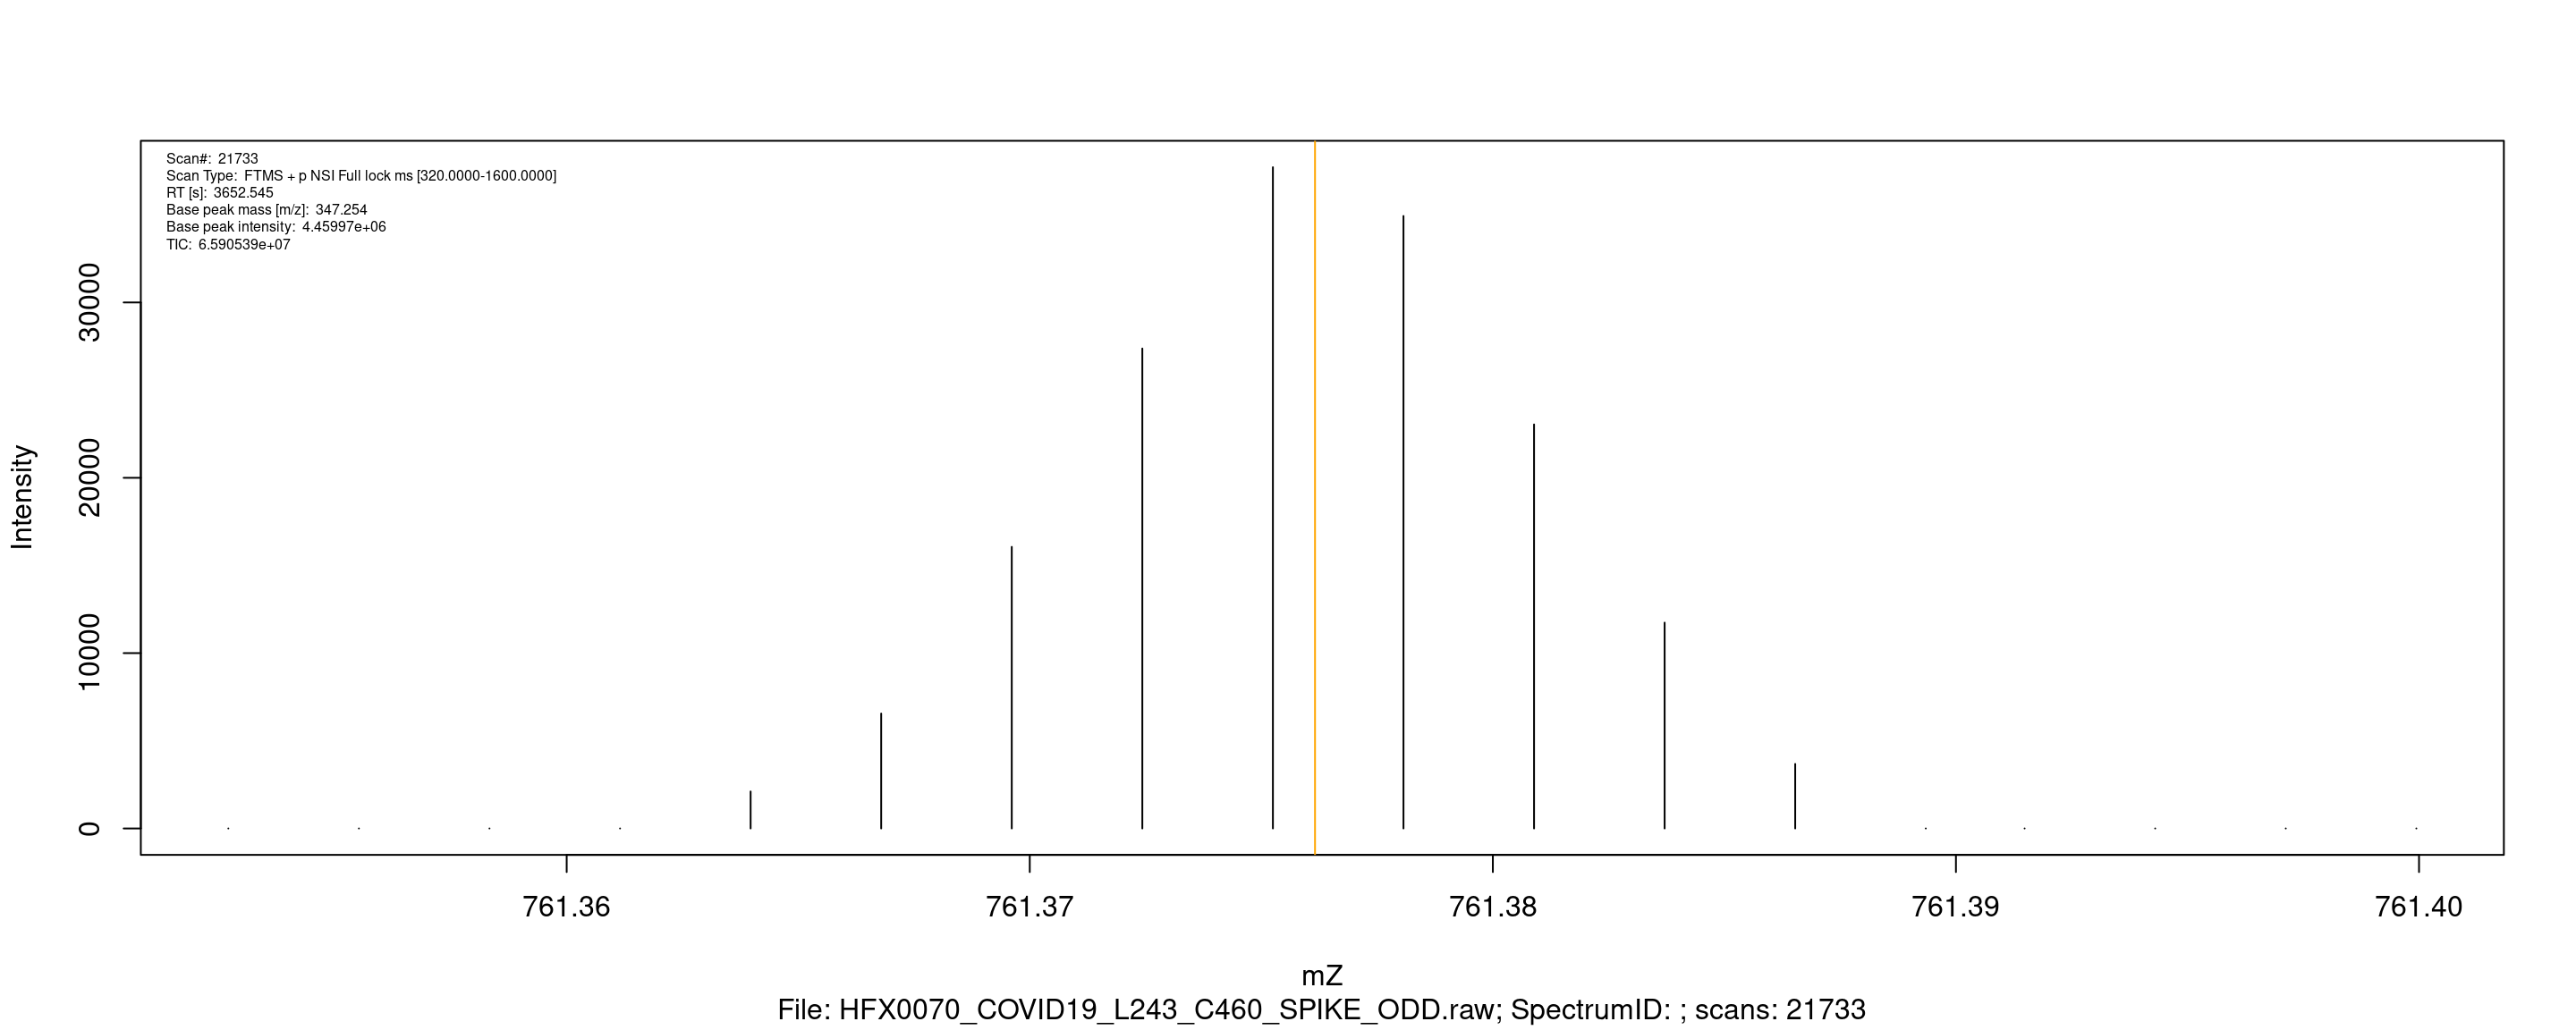 Scan#: 21733
Scan Type: FTMS + p NSI Full lock ms [320.0000-1600.0000]
RT [s]: 3652.545
Base peak mass [m/z]: 347.254
Base peak intensity: 4.45997e+06
TIC: 6.590539e+07
Intensity
30000
20000
10000
0
761.36 761.37 761.38 761.39 761.40
mZ
File: HFX0070_COVID19_L243_C460_SPIKE_ODD.raw; SpectrumID: ; scans: 21733